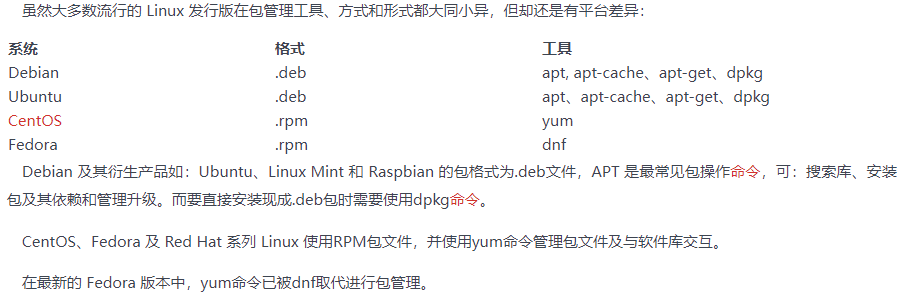 虽然大多数流行的 Linux 发行版在包管理工具、方式和形式都大同小异，但却还是有平台差异：
系统 格式 工具
Debian .deb apt, apt-cache、apt-get、dpkg
Ubuntu .deb apt、apt-cache、apt-get、dpkg
CentOS .rpm yum
Fedora .rpm dnf
Debian 及其衍生产品如：Ubuntu、Linux Mint 和 Raspbian 的包格式为.deb文件，APT 是最常见包操作命令，可：搜索库、安装
包及其依赖和管理升级。而要直接安装现成.deb包时需要使用dpkg命令。
CentOS、Fedora 及 Red Hat 系列 Linux 使用RPM包文件，并使用yum命令管理包文件及与软件库交互。
在最新的 Fedora 版本中，yum命令已被dnf取代进行包管理。